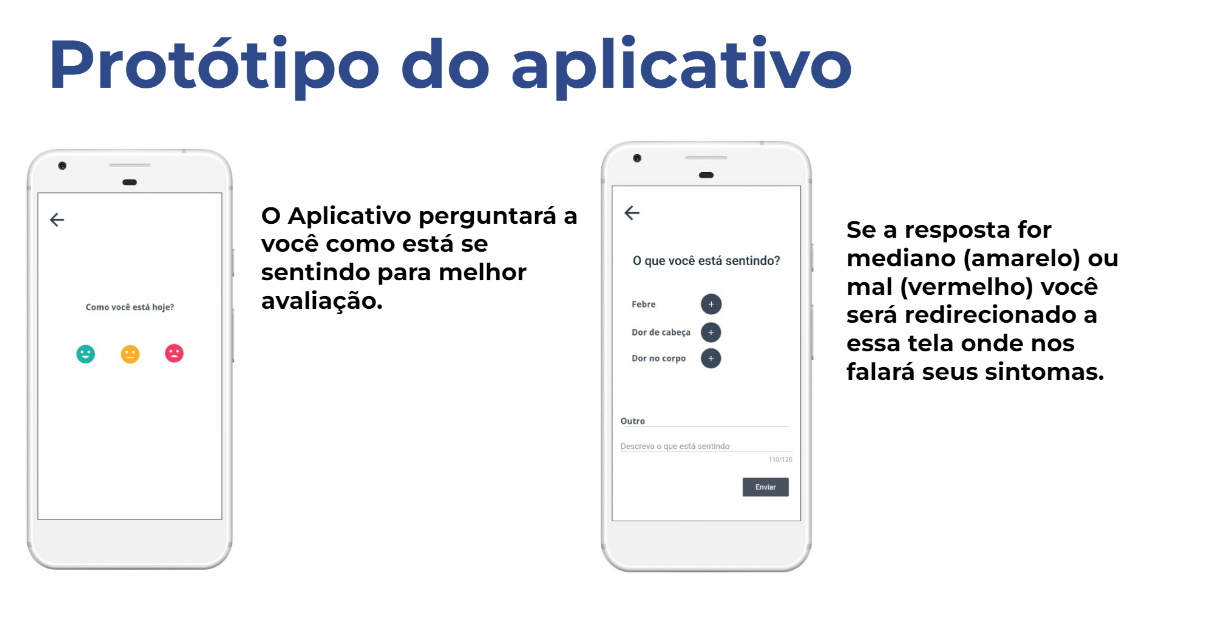 Protótipo do aplicativo
Como você está hoje?
O Aplicativo perguntará a
você como está se
sentindo para melhor
avaliação.
O que você está sentindo?
Febre +
Dor de cabeça +
Dor no corpo +
Outro
Descreva o que está sentindo
110/120
Enviar
Se a resposta for
mediano (amarelo) ou
mal (vermelho) você
será redirecionado a
essa tela onde nos
falará seus sintomas.